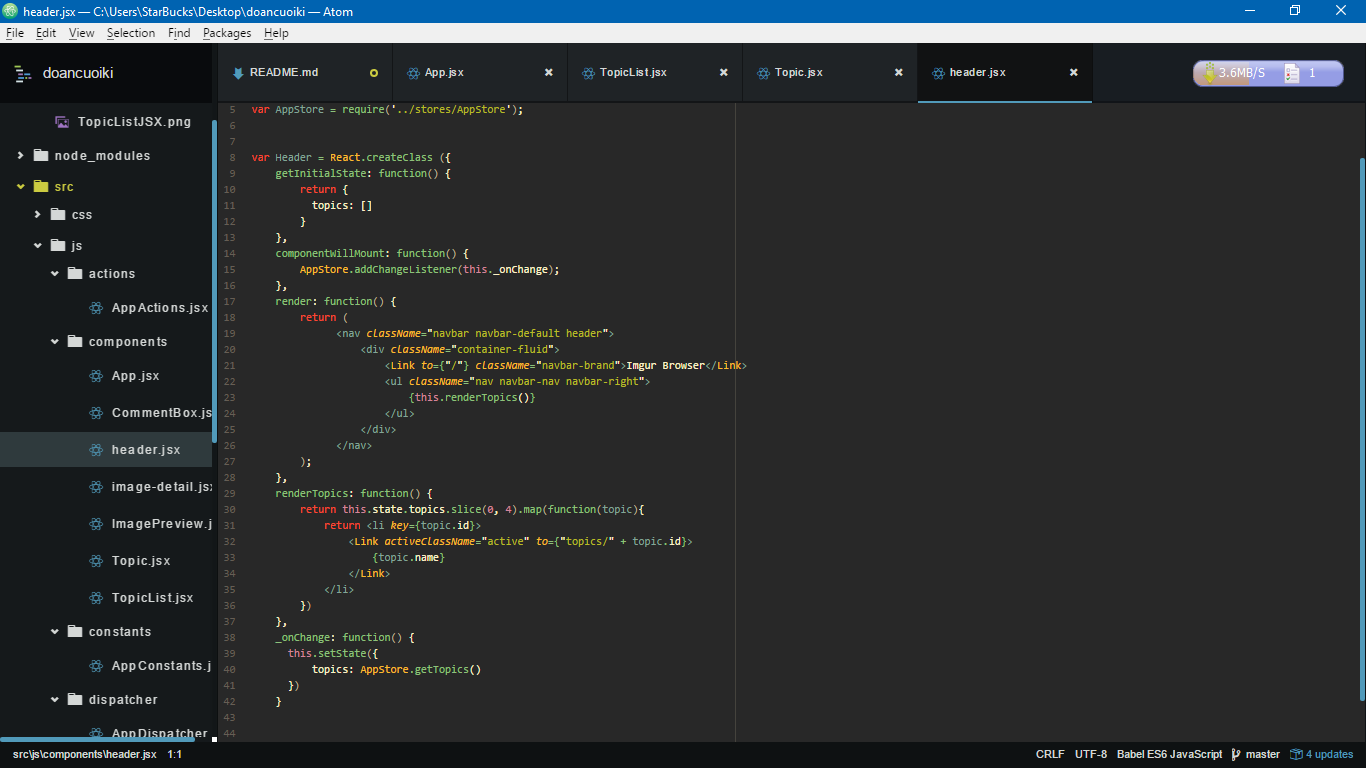 header.jsx — C:\Users\StarBucks\Desktop\doancuoiki — Atom
File Edit View Selection Find Packages Help
doancuoiki
README.md App.jsx TopicList.jsx Topic.jsx header.jsx
3.6MB/S 1
TopicListJSX.png
node_modules
src
css
js
actions
AppActions.jsx
components
App.jsx
CommentBox.js
header.jsx
image-detail.jsx
ImagePreview.j
Topic.jsx
TopicList.jsx
constants
AppConstants.j
dispatcher
AppDispatcher
5 var AppStore = require('../stores/AppStore');
6
7
8 var Header = React.createClass ({
9 getInitialState: function() {
10 return {
11 topics: []
12 }
13 },
14 componentWillMount: function() {
15 AppStore.addChangeListener(this._onChange);
16 },
17 render: function() {
18 return (
19 <nav className="navbar navbar-default header">
20 <div className="container-fluid">
21 <Link to={"/"} className="navbar-brand">Imgur Browser</Link>
22 <ul className="nav navbar-nav navbar-right">
23 {this.renderTopics()}
24 </ul>
25 </div>
26 </nav>
27 );
28 },
29 renderTopics: function() {
30 return this.state.topics.slice(0, 4).map(function(topic){
31 return <li key={topic.id}>
32 <Link activeClassName="active" to={"topics/" + topic.id}>
33 {topic.name}
34 </Link>
35 </li>
36 })
37 },
38 _onChange: function() {
39 this.setState({
40 topics: AppStore.getTopics()
41 })
42 }
43
44
src\js\components\header.jsx 1:1
CRLF UTF-8 Babel ES6 JavaScript master 4 updates